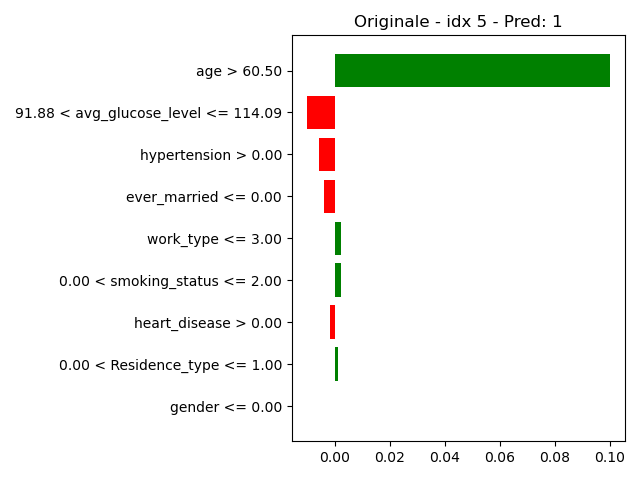 Originale - idx 5 - Pred: 1
age > 60.50
91.88 < avg_glucose_level <= 114.09
hypertension > 0.00
ever_married <= 0.00
work_type <= 3.00
0.00 < smoking_status <= 2.00
heart_disease > 0.00
0.00 < Residence_type <= 1.00
gender <= 0.00
0.00 0.02 0.04 0.06 0.08 0.10